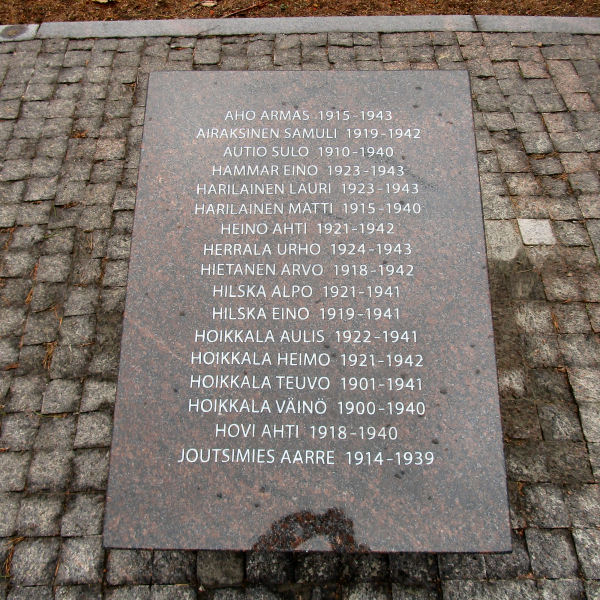 AHO ARMAS 1915-1943
AIRAKSINEN SAMULI 1919-1942
AUTIO SULO 1910-1940
HAMMAR EINO 1923-1943
HARILAINEN LAURI 1923-1943
HARILAINEN MATTI 1915-1940
HEINO AHTI 1921-1942
HERRALA URHO 1924-1943
HIETANEN ARVO 1918-1942
HILSKA ALPO 1921-1941
HILSKA EINO 1919-1941
HOIKKALA AULIS 1922-1941
HOIKKALA HEIMO 1921-1942
HOIKKALA TEUVO 1901-1941
HOIKKALA VÄINÖ 1900-1940
HOVI AHTI 1918-1940
JOUTSIMIES AARRE 1914-1939